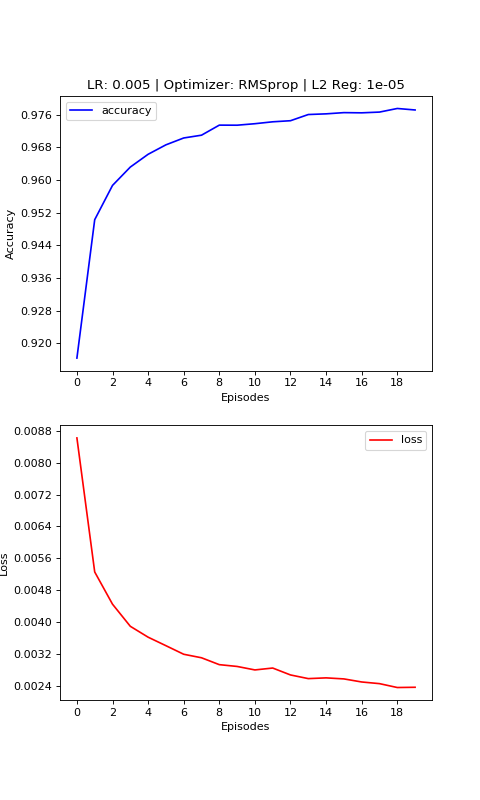 LR: 0.005 | Optimizer: RMSprop | L2 Reg: 1e-05
accuracy
0.976
0.968
0.960
0.952
0.944
0.936
0.928
0.920
Accuracy
0 2 4 6 8 10 12 14 16 18
Episodes
loss
0.0088
0.0080
0.0072
0.0064
0.0056
0.0048
0.0040
0.0032
0.0024
Loss
0 2 4 6 8 10 12 14 16 18
Episodes